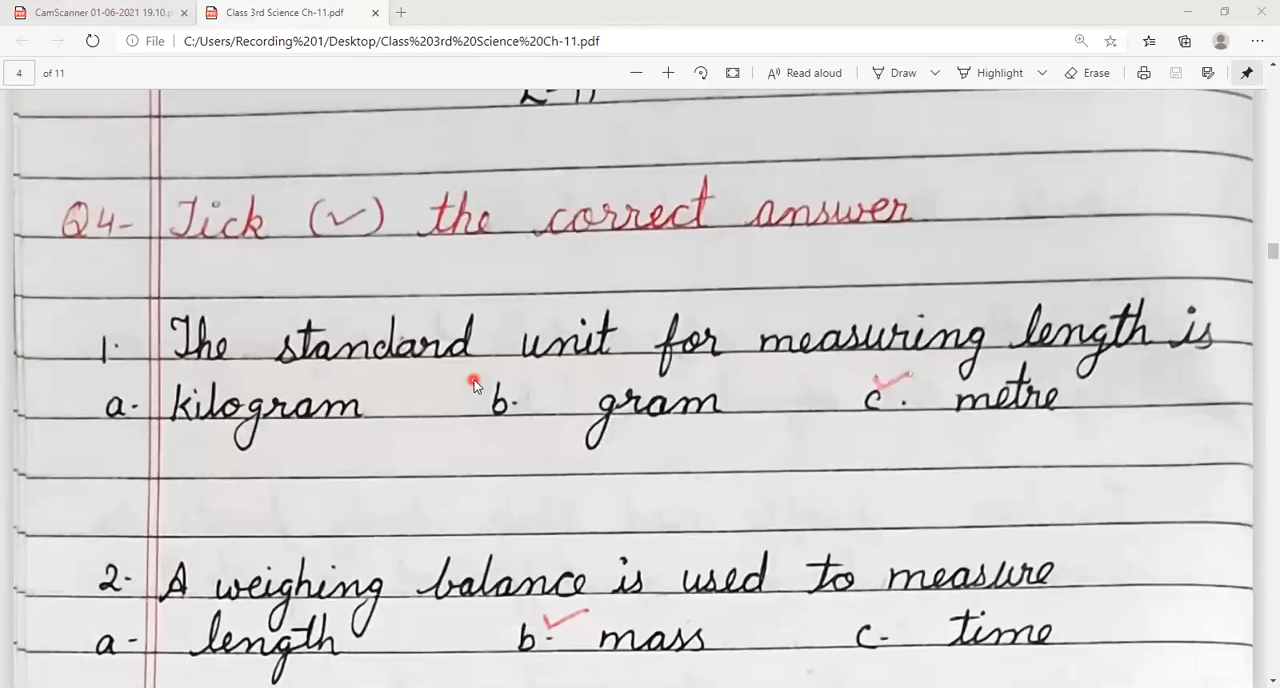 CamScanner 01-06-2021 19.10.p
Class 3rd Science Ch-11.pdf
File
C:/Users/Recording%201/Desktop/Class%203rd%20Science%20Ch-11.pdf
4 of 11
Read aloud
Draw
Highlight
Erase
Q4- Tick (✓) the correct answer
1. The standard unit for measuring length is
a. kilogram b. gram c. metre
2. A weighing balance is used to measure
a- length b- mass c- time